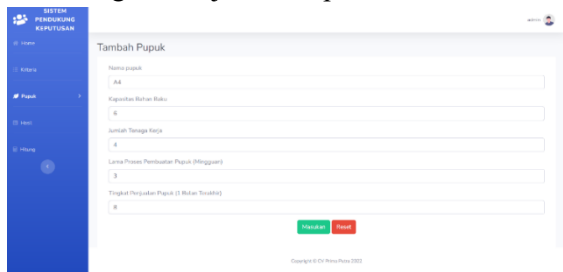 SISTEM
PENDUKUNG
KEPUTUSAN
admin
Home
Kriteria
Pupuk
Hasil
Hitung
Tambah Pupuk
Nama pupuk
A4
Kapasitas Bahan Baku
6
Jumlah Tenaga Kerja
4
Lama Proses Pembuatan Pupuk (Mingguan)
3
Tingkat Penjualan Pupuk (1 Bulan Terakhir)
8
Masukan
Reset
Copyright © CV Prima Putra 2022